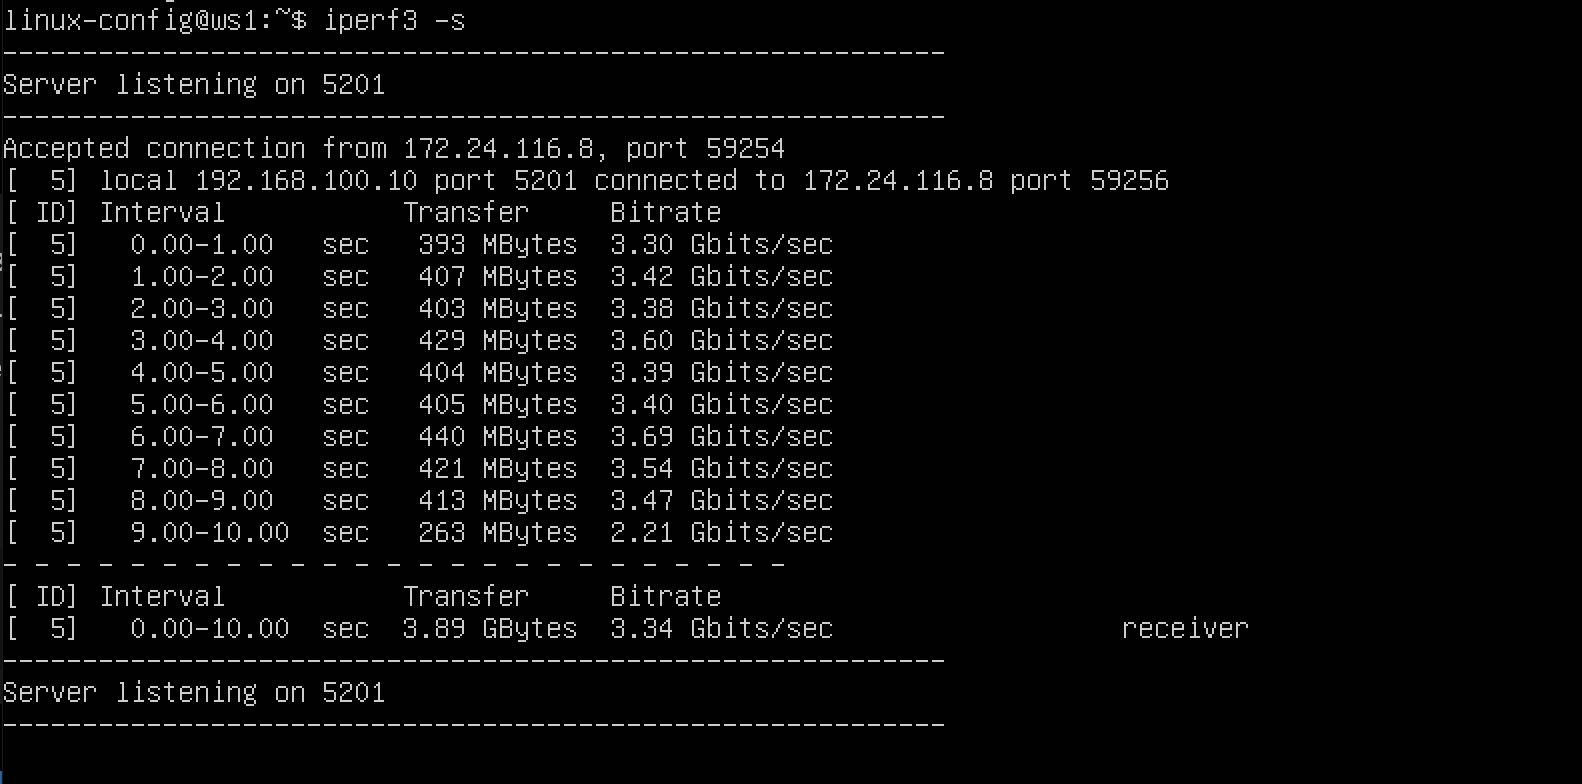 linux-config@ws1:~$ iperf3 -s
-----------------------------------------------------------
Server listening on 5201
-----------------------------------------------------------
Accepted connection from 172.24.116.8, port 59254
[  5] local 192.168.100.10 port 5201 connected to 172.24.116.8 port 59256
[ ID] Interval           Transfer     Bitrate
[  5]   0.00-1.00   sec   393 MBytes  3.30 Gbits/sec
[  5]   1.00-2.00   sec   407 MBytes  3.42 Gbits/sec
[  5]   2.00-3.00   sec   403 MBytes  3.38 Gbits/sec
[  5]   3.00-4.00   sec   429 MBytes  3.60 Gbits/sec
[  5]   4.00-5.00   sec   404 MBytes  3.39 Gbits/sec
[  5]   5.00-6.00   sec   405 MBytes  3.40 Gbits/sec
[  5]   6.00-7.00   sec   440 MBytes  3.69 Gbits/sec
[  5]   7.00-8.00   sec   421 MBytes  3.54 Gbits/sec
[  5]   8.00-9.00   sec   413 MBytes  3.47 Gbits/sec
[  5]   9.00-10.00  sec   263 MBytes  2.21 Gbits/sec
- - - - - - - - - - - - - - - - - - - - - - - - -
[ ID] Interval           Transfer     Bitrate
[  5]   0.00-10.00  sec  3.89 GBytes  3.34 Gbits/sec                  receiver
-----------------------------------------------------------
Server listening on 5201
-----------------------------------------------------------